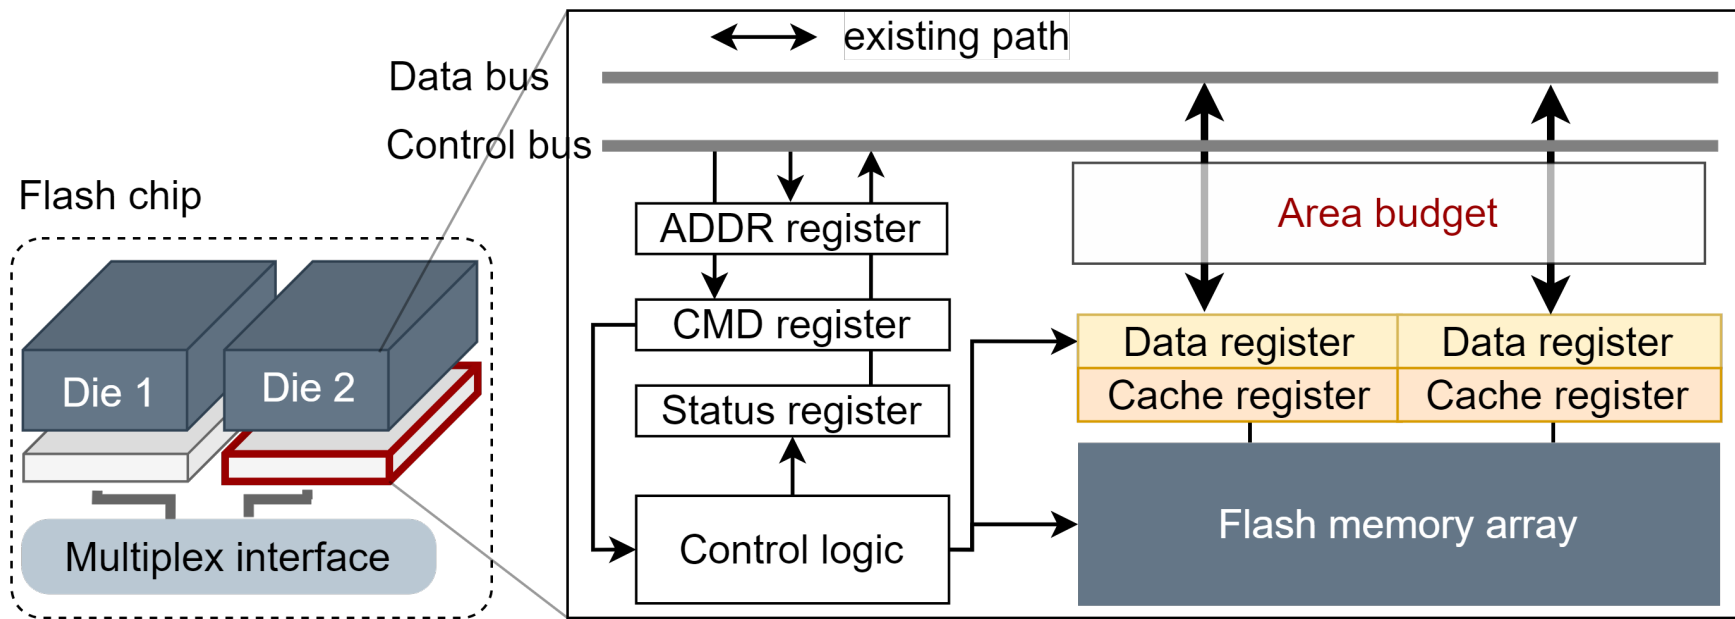 existing path
Data bus
Control bus
Flash chip
Area budget
ADDR register
CMD register
Data register
Data register
Die 1
Die 2
Cache register
Cache register
Status register
Flash memory array
Control logic
Multiplex interface